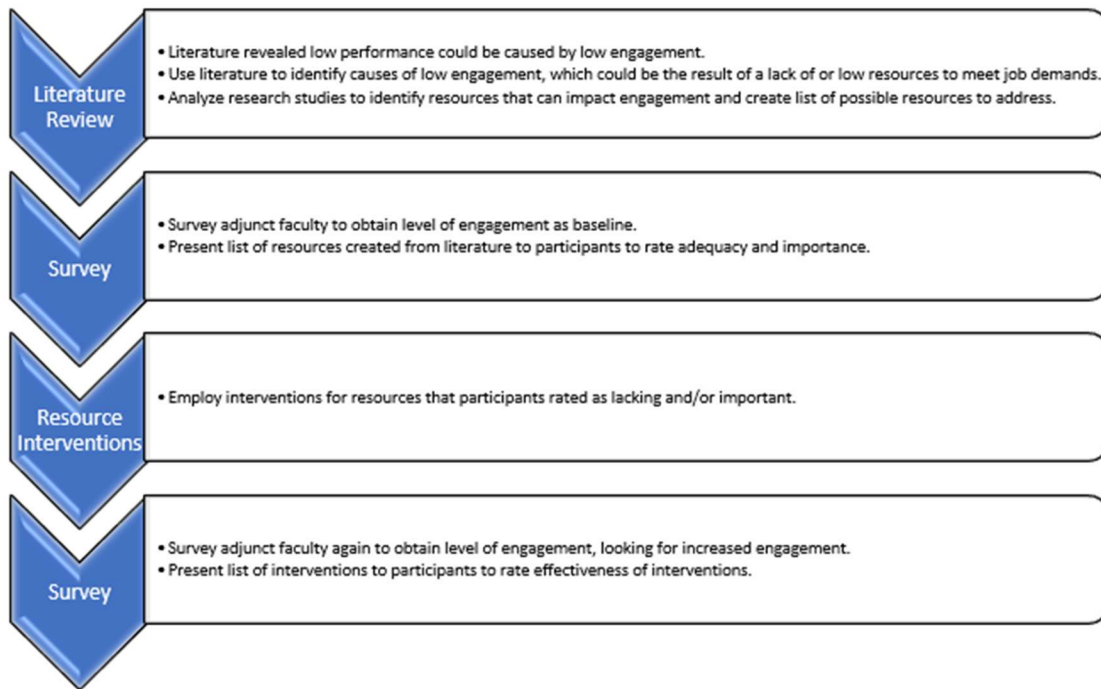 Literature
Review
• Literature revealed low performance could be caused by low engagement.
• Use literature to identify causes of low engagement, which could be the result of a lack of or low resources to meet job demands.
• Analyze research studies to identify resources that can impact engagement and create list of possible resources to address.
Survey
• Survey adjunct faculty to obtain level of engagement as baseline.
• Present list of resources created from literature to participants to rate adequacy and importance.
Resource
Interventions
• Employ interventions for resources that participants rated as lacking and/or important.
Survey
• Survey adjunct faculty again to obtain level of engagement, looking for increased engagement.
• Present list of interventions to participants to rate effectiveness of interventions.